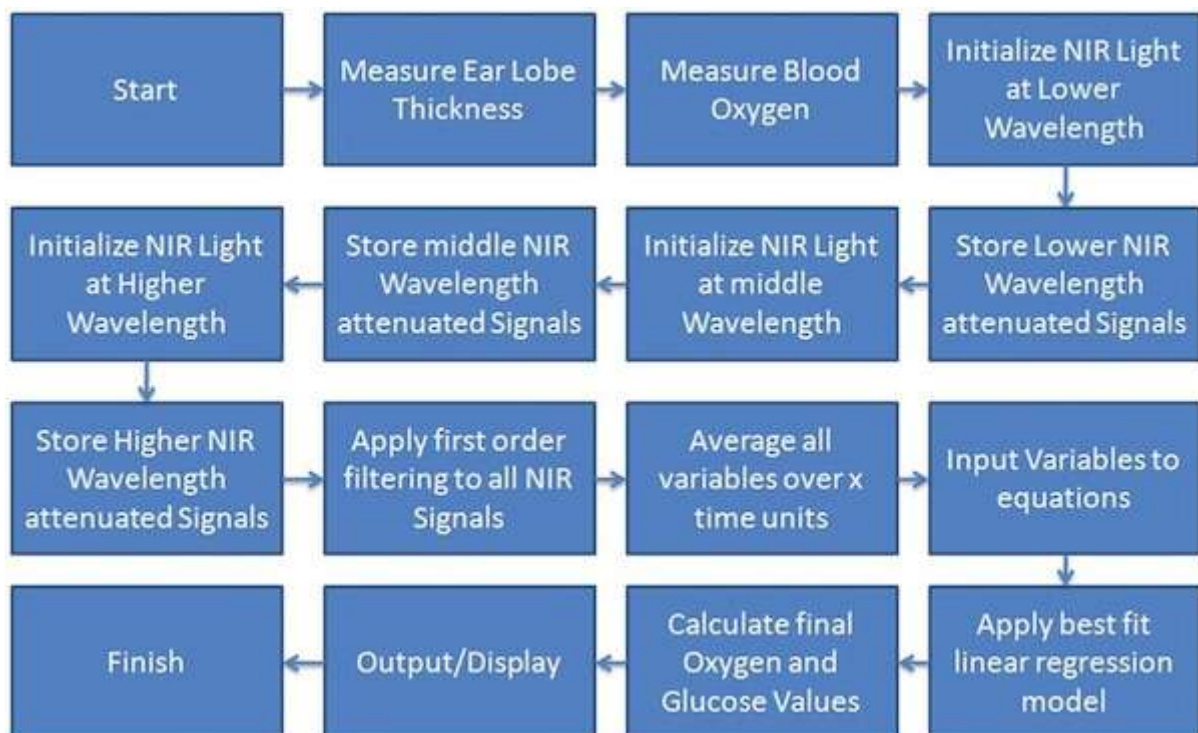 Start
Measure Ear Lobe
Thickness
Measure Blood
Oxygen
Initialize NIR Light
at Lower
Wavelength
Store Lower NIR
Wavelength
attenuated Signals
Initialize NIR Light
at middle
Wavelength
Store middle NIR
Wavelength
attenuated Signals
Initialize NIR Light
at Higher
Wavelength
Store Higher NIR
Wavelength
attenuated Signals
Apply first order
filtering to all NIR
Signals
Average all
variables over x
time units
Input Variables to
equations
Apply best fit
linear regression
model
Calculate final
Oxygen and
Glucose Values
Output/Display
Finish